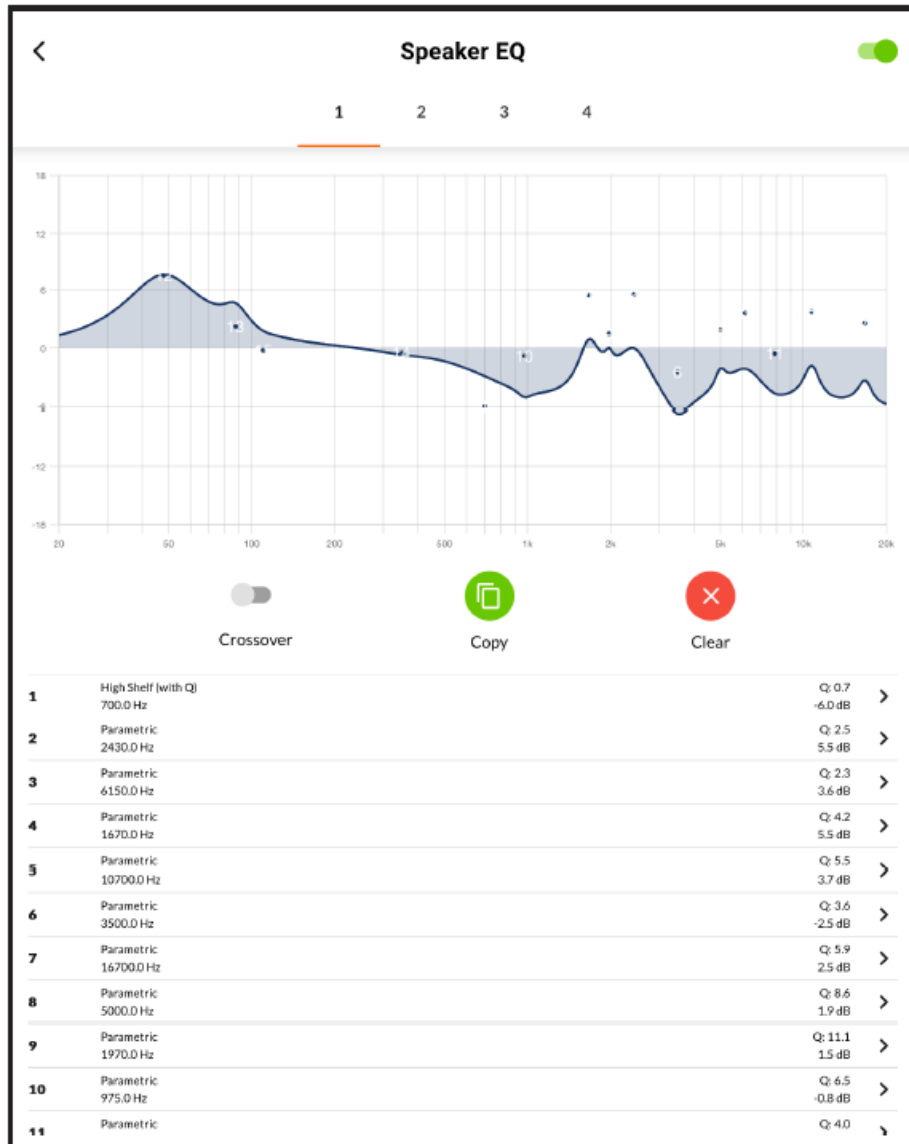 Speaker EQ
1 2 3 4
18
12
6
0
-12
-18
20 50 100 200 500 1k 2k 5k 10k 20k
Crossover Copy Clear
1 High Shelf (with Q) Q: 0.7
700.0 Hz -6.0 dB
2 Parametric Q: 2.5
2430.0 Hz 5.5 dB
3 Parametric Q: 2.3
6150.0 Hz 3.6 dB
4 Parametric Q: 4.2
1670.0 Hz 5.5 dB
5 Parametric Q: 5.5
10700.0 Hz 3.7 dB
6 Parametric Q: 3.6
3500.0 Hz -2.5 dB
7 Parametric Q: 5.9
16700.0 Hz 2.5 dB
8 Parametric Q: 8.6
5000.0 Hz 1.9 dB
9 Parametric Q: 11.1
1970.0 Hz 1.5 dB
10 Parametric Q: 6.5
975.0 Hz -0.8 dB
11 Parametric Q: 4.0